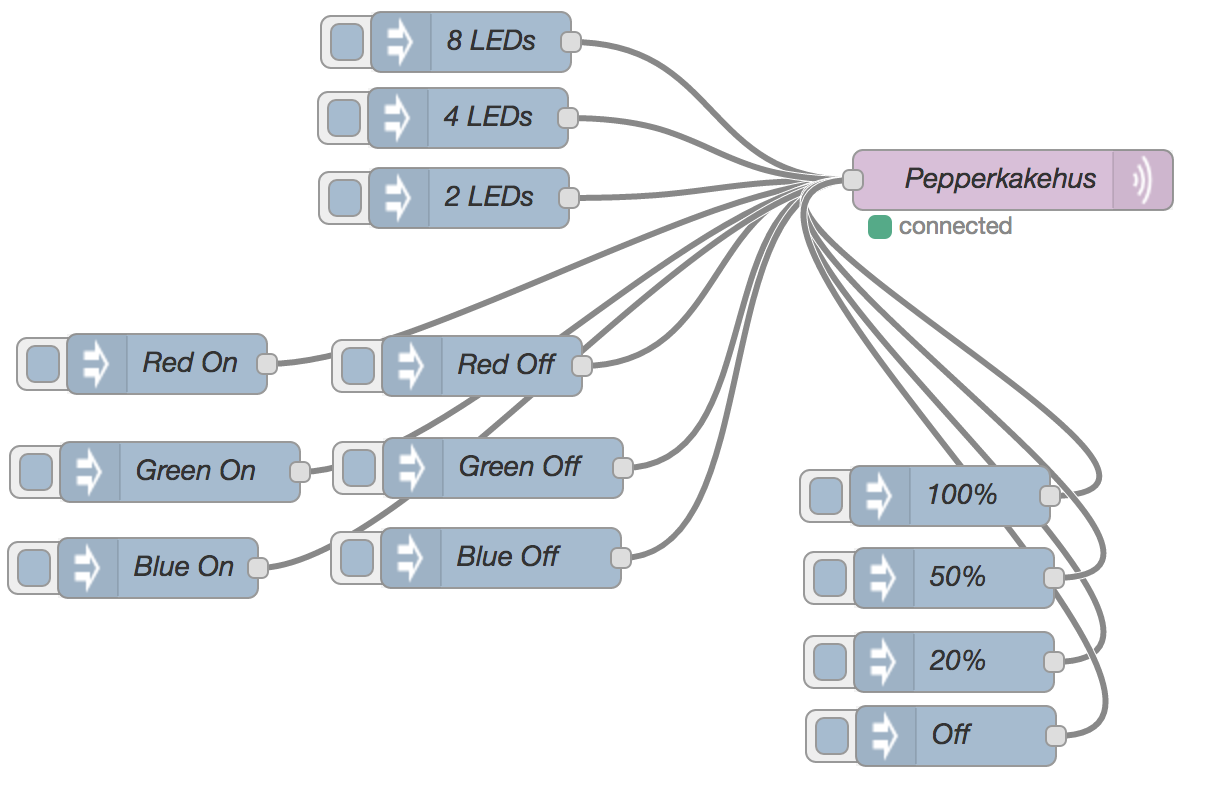 8 LEDs
4 LEDs
2 LEDs
Pepperkakehus
connected
Red On
Red Off
Green On
Green Off
Blue On
Blue Off
100%
50%
20%
Off